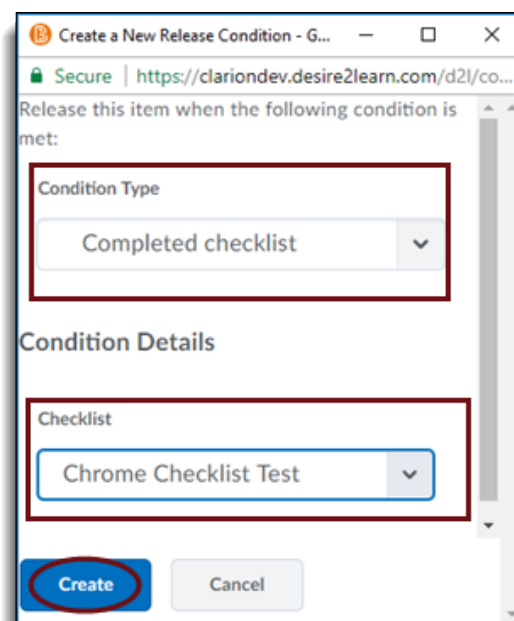 Create a New Release Condition - G...
Secure | https://clariondev.desire2learn.com/d2l/co...
Release this item when the following condition is
met:
Condition Type
Completed checklist
Condition Details
Checklist
Chrome Checklist Test
Create
Cancel